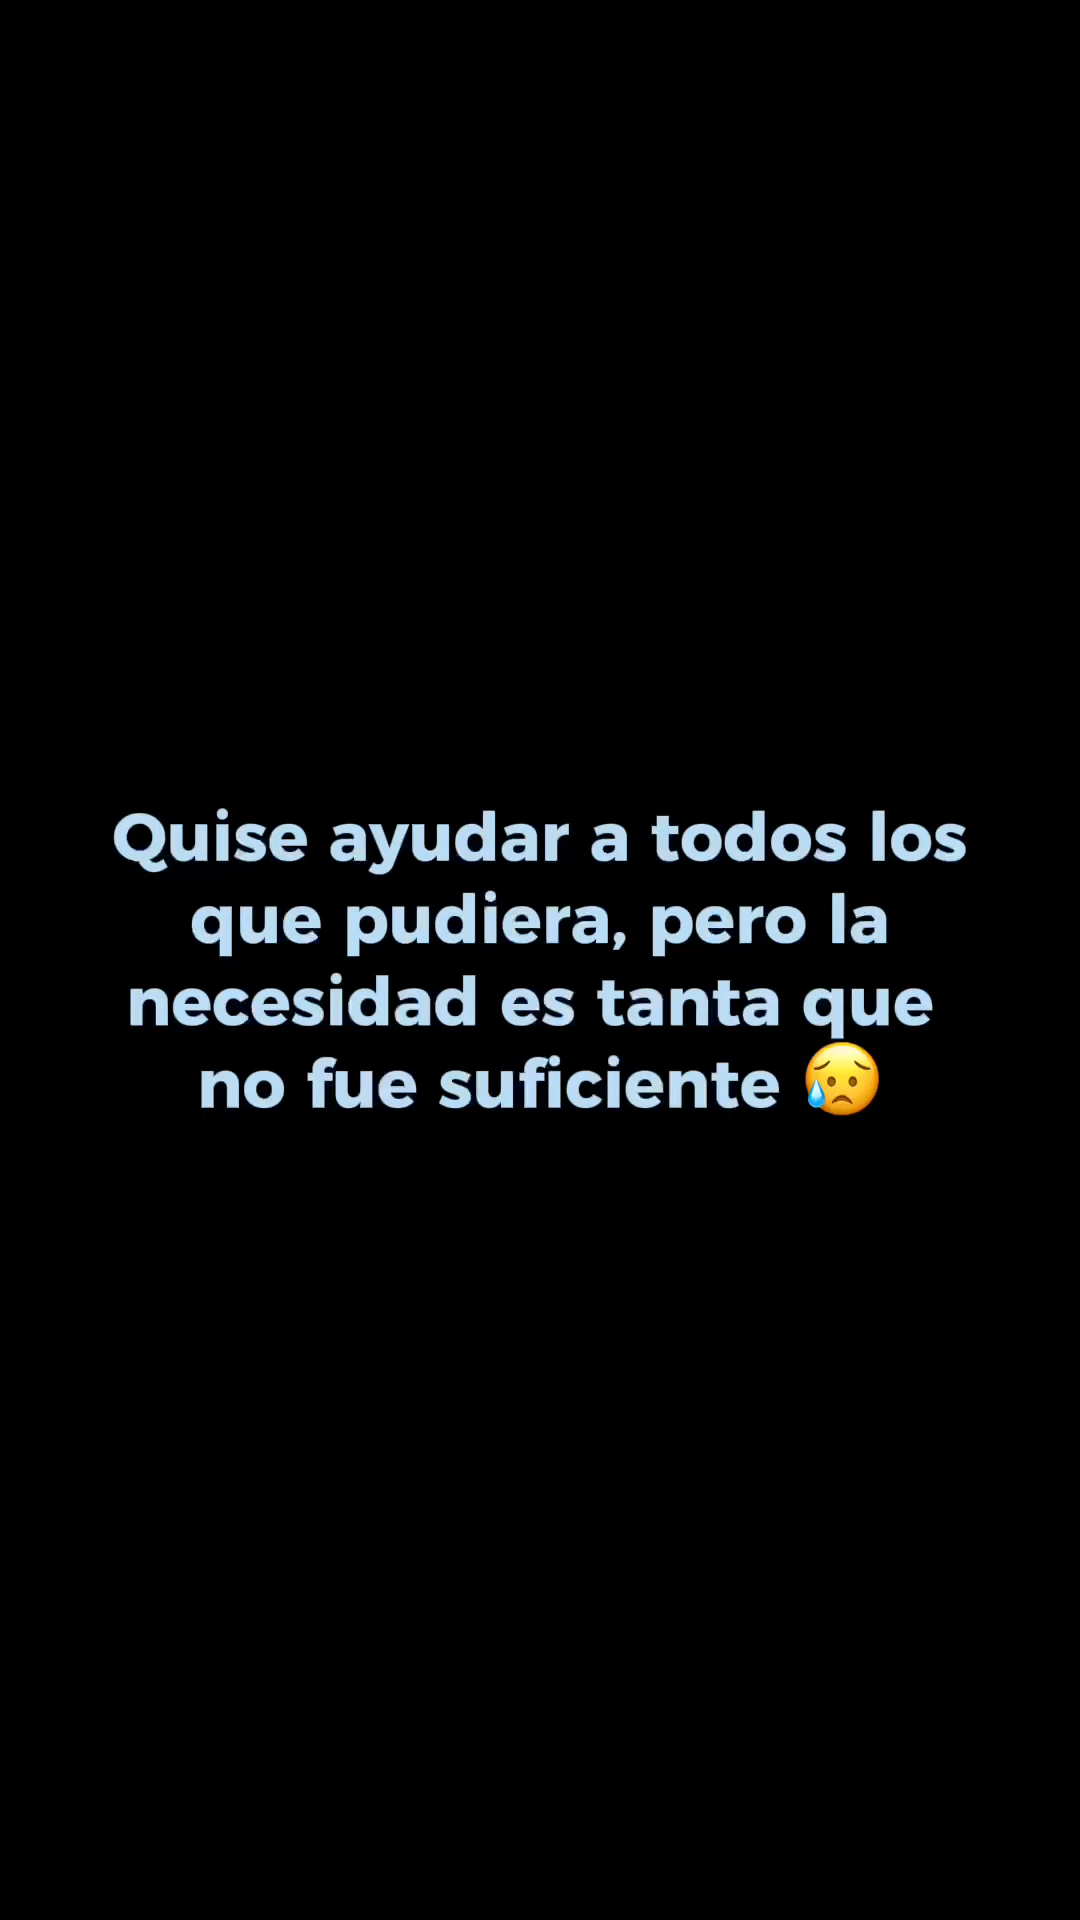 Quise ayudar a todos los
que pudiera, pero la
necesidad es tanta que
no fue suficiente 😥